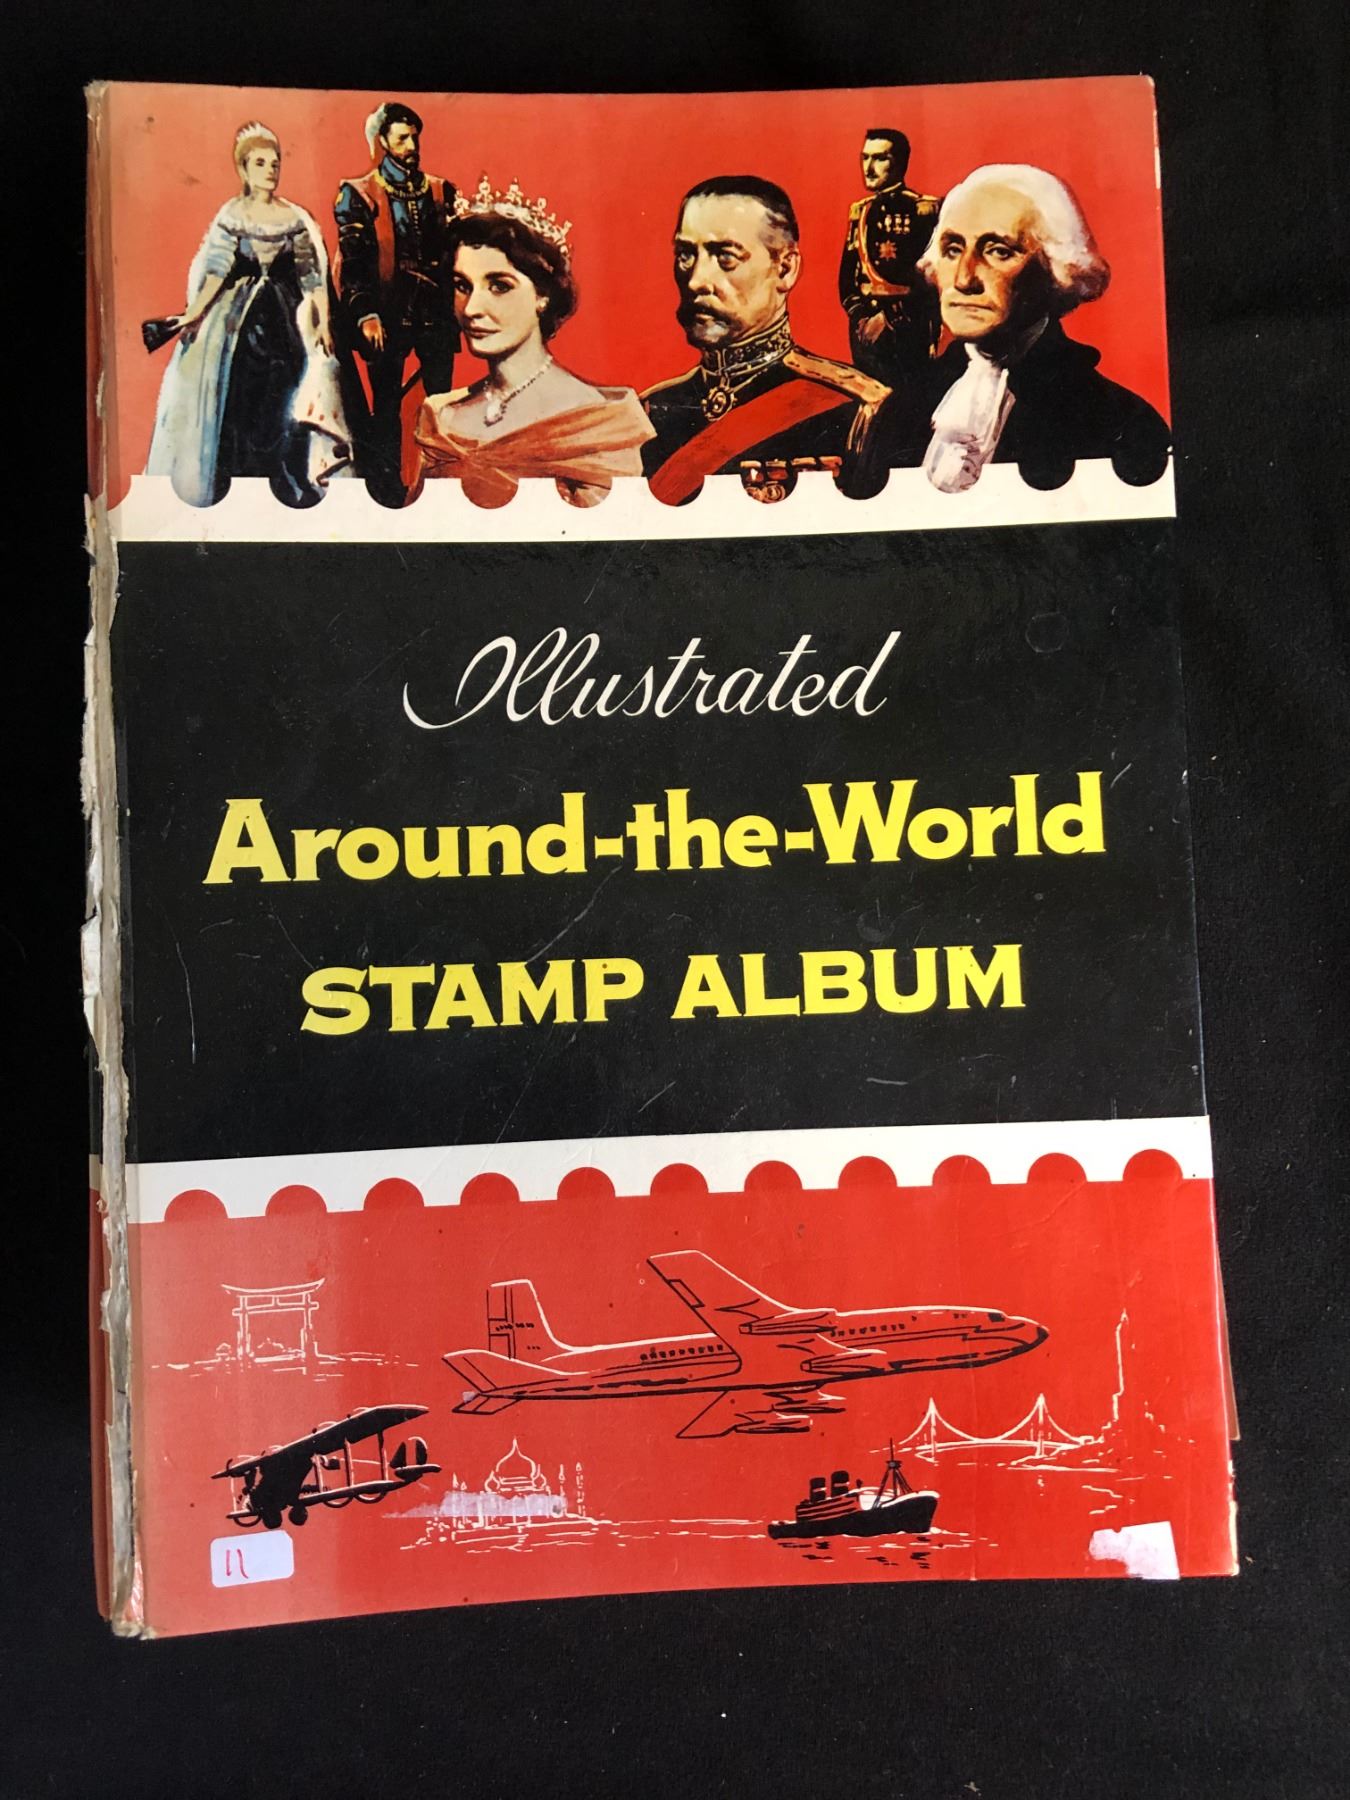 Illustrated
Around-the-World
STAMP ALBUM
11